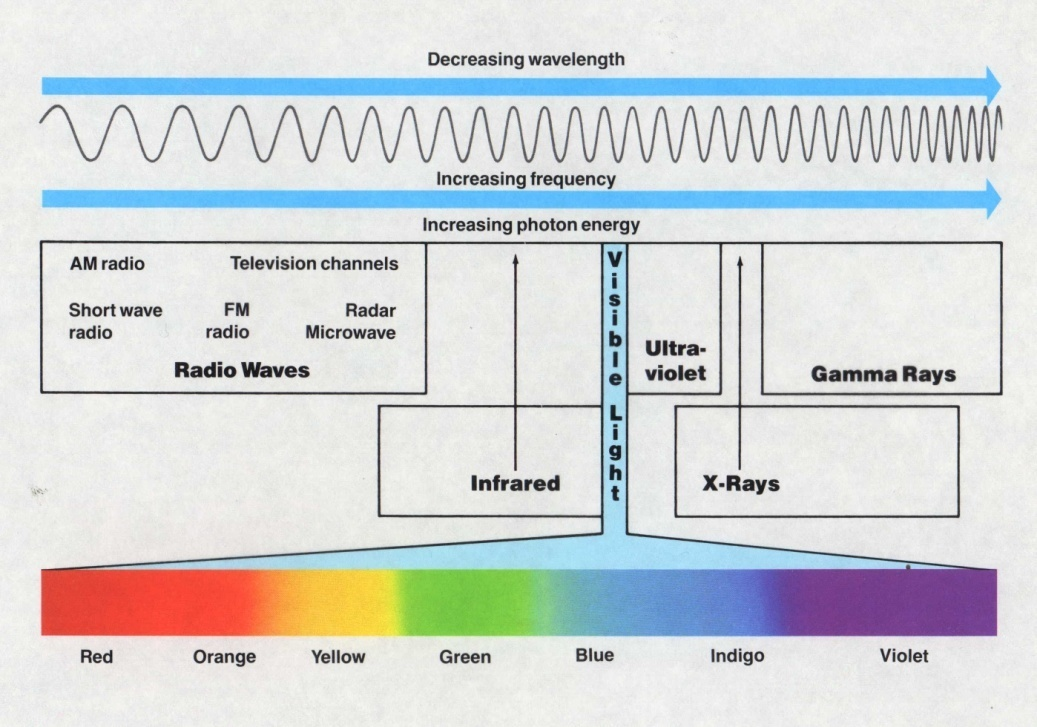 Decreasing wavelength
Increasing frequency
Increasing photon energy
AM radio
Television channels
Short wave
radio
FM
radio
Radar
Microwave
Radio Waves
Infrared
Visible Light
Ultra-
violet
X-Rays
Gamma Rays
Red
Orange
Yellow
Green
Blue
Indigo
Violet